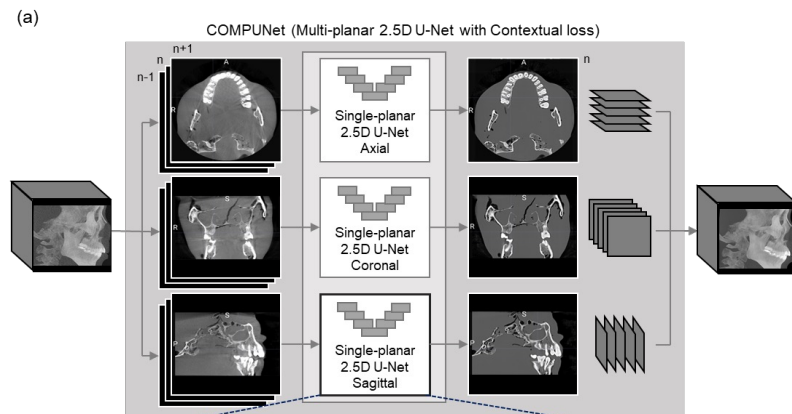 (a)
COMPUNet (Multi-planar 2.5D U-Net with Contextual loss)
n+1
n
n-1
A
R
Single-planar
2.5D U-Net
Axial
n
A
R
S
R
Single-planar
2.5D U-Net
Coronal
S
R
S
P
Single-planar
2.5D U-Net
Sagittal
S
P